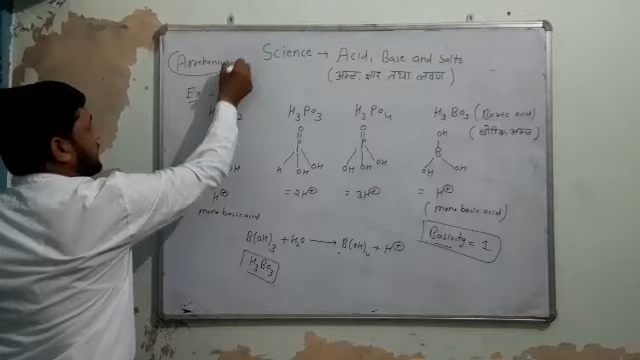 Science → Acid, Base and Salts
(अम्ल, क्षार तथा लवण)
Ex -
H₃PO₃ H₃PO₄ H₃BO₃ (Boric acid)
(बोरिक अम्ल)
O O OH
P P B
H OH OH OH OH OH OH OH
H⊕ = 2H⊕ = 3H⊕ = H⊕
mono basic acid (mono basic acid)
B(OH)₃ + H₂O → B(OH)₄ + H⊕
Basicity = 1
H₃BO₃